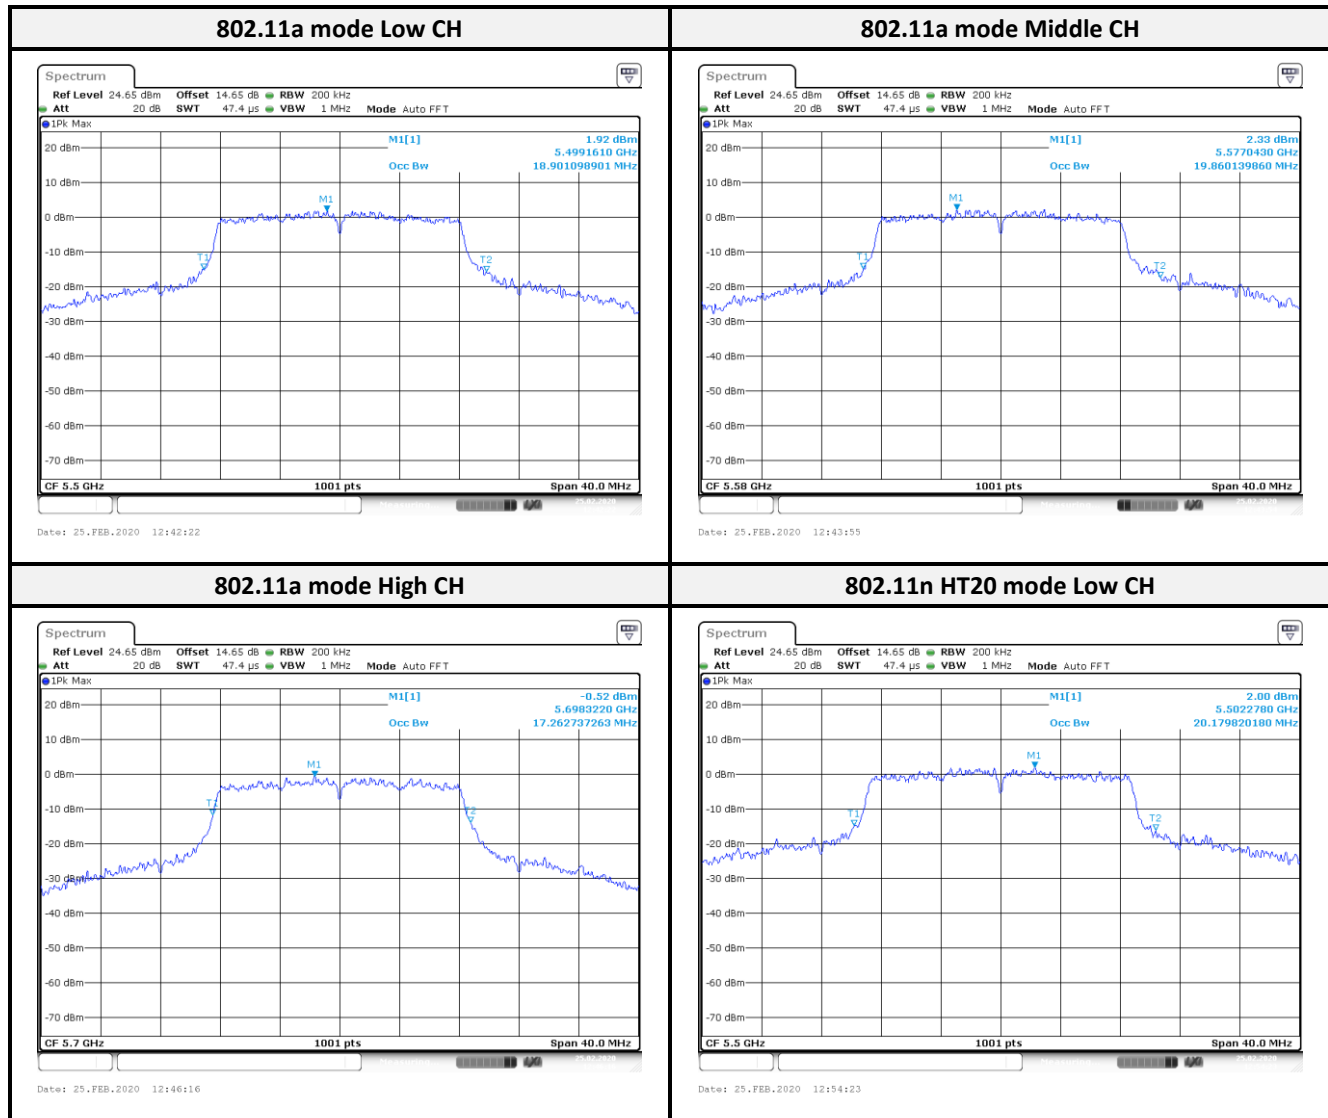 802.11a mode Low CH
Spectrum
Ref Level 24.65 dBm Offset 14.65 dB RBW 200 kHz
Att 20 dB SWT 47.4 µs VBW 1 MHz Mode Auto FFT
1Pk Max
M1[1] 1.92 dBm
5.4991610 GHz
Occ Bw 18.901098901 MHz
20 dBm
10 dBm
M1
0 dBm
-10 dBm
T1
T2
-20 dBm
-30 dBm
-40 dBm
-50 dBm
-60 dBm
-70 dBm
CF 5.5 GHz 1001 pts Span 40.0 MHz
Date: 25.FEB.2020 12:42:22
802.11a mode Middle CH
Spectrum
Ref Level 24.65 dBm Offset 14.65 dB RBW 200 kHz
Att 20 dB SWT 47.4 µs VBW 1 MHz Mode Auto FFT
1Pk Max
M1[1] 2.33 dBm
5.5770430 GHz
Occ Bw 19.860139860 MHz
20 dBm
10 dBm
M1
0 dBm
-10 dBm
T1
T2
-20 dBm
-30 dBm
-40 dBm
-50 dBm
-60 dBm
-70 dBm
CF 5.58 GHz 1001 pts Span 40.0 MHz
Date: 25.FEB.2020 12:43:55
802.11a mode High CH
Spectrum
Ref Level 24.65 dBm Offset 14.65 dB RBW 200 kHz
Att 20 dB SWT 47.4 µs VBW 1 MHz Mode Auto FFT
1Pk Max
M1[1] -0.52 dBm
5.6983220 GHz
Occ Bw 17.262737263 MHz
20 dBm
10 dBm
M1
0 dBm
T1
T2
-10 dBm
-20 dBm
-30 dBm
-40 dBm
-50 dBm
-60 dBm
-70 dBm
CF 5.7 GHz 1001 pts Span 40.0 MHz
Date: 25.FEB.2020 12:46:16
802.11n HT20 mode Low CH
Spectrum
Ref Level 24.65 dBm Offset 14.65 dB RBW 200 kHz
Att 20 dB SWT 47.4 µs VBW 1 MHz Mode Auto FFT
1Pk Max
M1[1] 2.00 dBm
5.5022780 GHz
Occ Bw 20.179820180 MHz
20 dBm
10 dBm
M1
0 dBm
-10 dBm
T1
T2
-20 dBm
-30 dBm
-40 dBm
-50 dBm
-60 dBm
-70 dBm
CF 5.5 GHz 1001 pts Span 40.0 MHz
Date: 25.FEB.2020 12:54:23